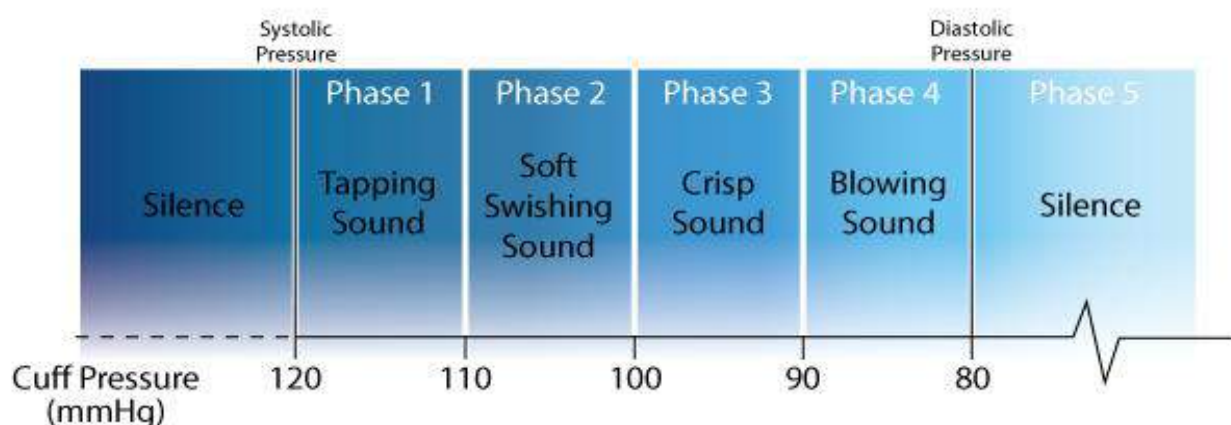 Systolic
Pressure
Diastolic
Pressure
Phase 1
Phase 2
Phase 3
Phase 4
Phase 5
Silence
Tapping
Sound
Soft
Swishing
Sound
Crisp
Sound
Blowing
Sound
Silence
Cuff Pressure
(mmHg)
120
110
100
90
80